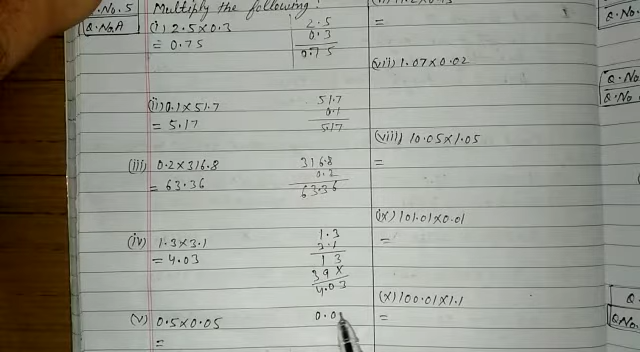 Q.No.5 Multiply the following!
Q.No.A (i) 2.5×0.3
= 0.75
2.5
0.3
0.75
(ii) 0.1×51.7
= 5.17
51.7
0.1
5.17
(iii) 0.2×316.8
= 63.36
316.8
0.2
63.36
(iv) 1.3×3.1
= 4.03
1.3
3.1
1 3
3 9 ×
4.03
(v) 0.5×0.05
=
0.0
=
(vii) 1.07×0.02
(viii) 10.05×1.05
=
(ix) 101.01×0.01
=
(x) 100.01×1.1
=
Q.No
Q.No